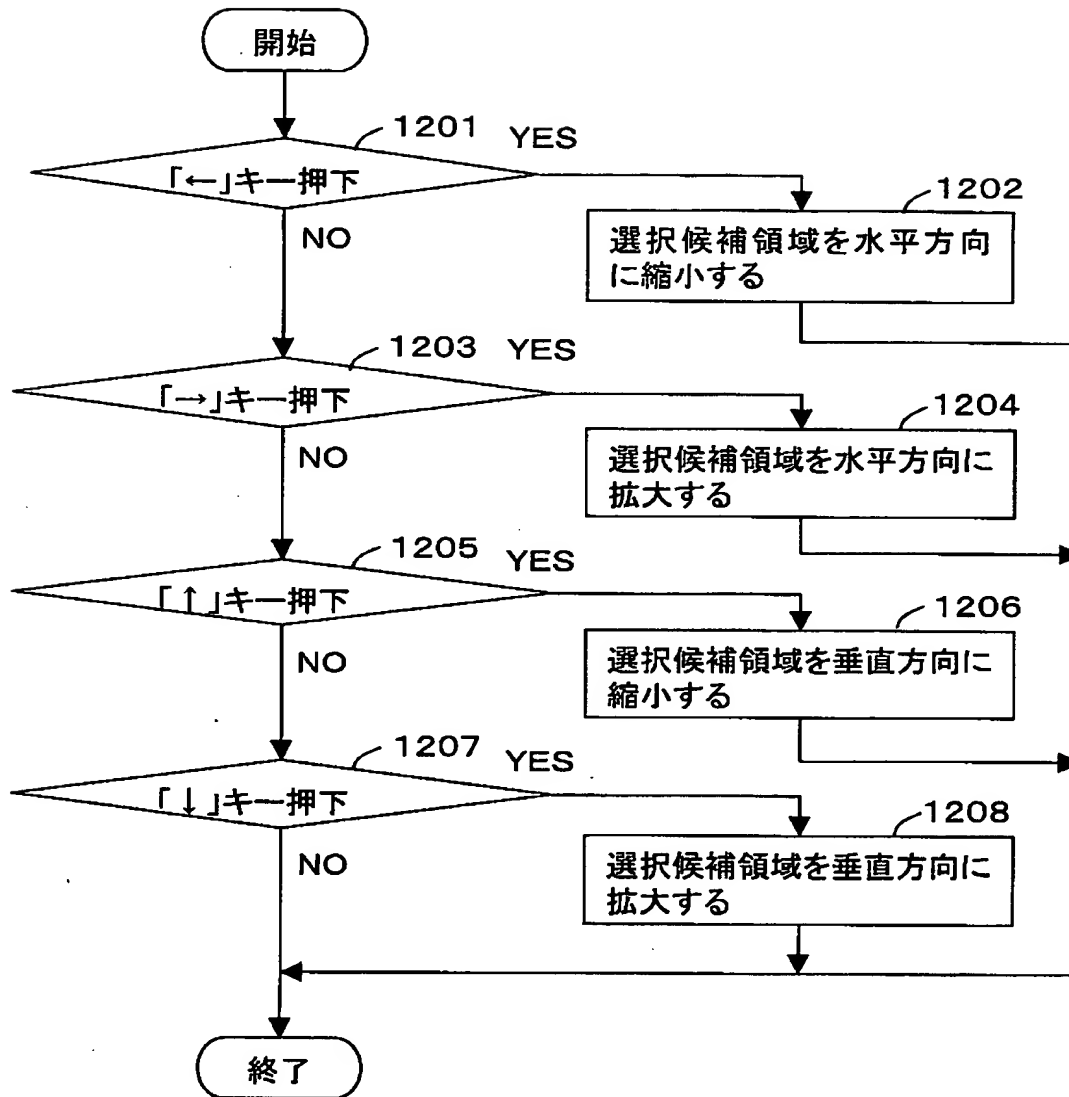 開始
1201
YES
「←」キー押下
NO
1202
選択候補領域を水平方向
に縮小する
1203
YES
「→」キー押下
NO
1204
選択候補領域を水平方向に
拡大する
1205
YES
「↑」キー押下
NO
1206
選択候補領域を垂直方向に
縮小する
1207
YES
「↓」キー押下
NO
1208
選択候補領域を垂直方向に
拡大する
終了